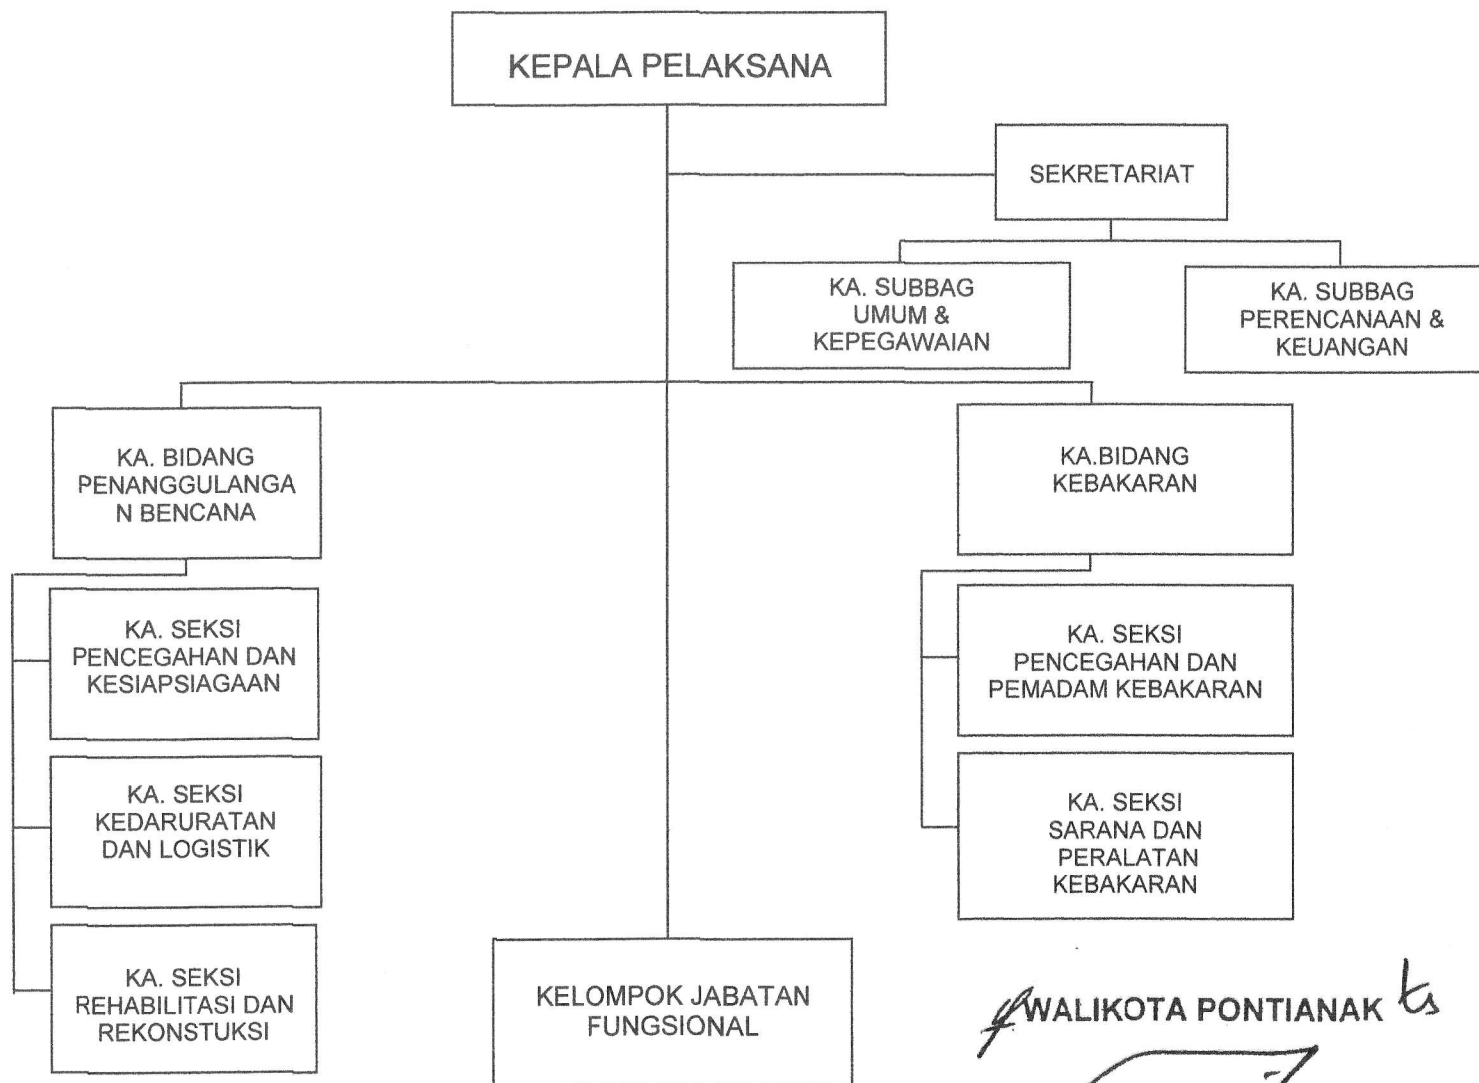 KEPALA PELAKSANA
SEKRETARIAT
KA. SUBBAG
UMUM &
KEPEGAWAIAN
KA. SUBBAG
PERENCANAAN &
KEUANGAN
KA. BIDANG
PENANGGULANGA
N BENCANA
KA.BIDANG
KEBAKARAN
KA. SEKSI
PENCEGAHAN DAN
KESIAPSIAGAAN
KA. SEKSI
PENCEGAHAN DAN
PEMADAM KEBAKARAN
KA. SEKSI
KEDARURATAN
DAN LOGISTIK
KA. SEKSI
SARANA DAN
PERALATAN
KEBAKARAN
KA. SEKSI
REHABILITASI DAN
REKONSTUKSI
KELOMPOK JABATAN
FUNGSIONAL
WALIKOTA PONTIANAK